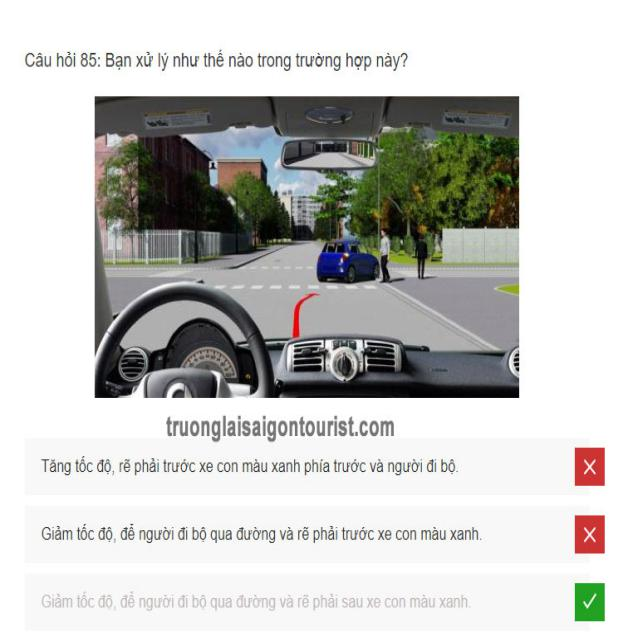 Câu hỏi 85: Bạn xử lý như thế nào trong trường hợp này?
truonglaisaigontourist.com
Tăng tốc độ, rẽ phải trước xe con màu xanh phía trước và người đi bộ.
Giảm tốc độ, để người đi bộ qua đường và rẽ phải trước xe con màu xanh.
Giảm tốc độ, để người đi bộ qua đường và rẽ phải sau xe con màu xanh.